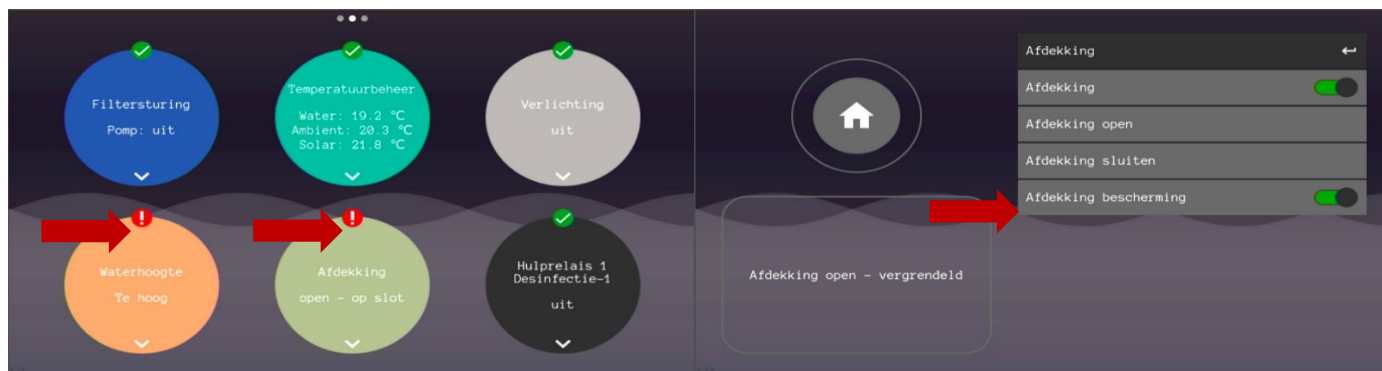 Filtersturing
Pomp: uit
Temperatuurbeheer
Water: 19.2 °C
Ambient: 20.3 °C
Solar: 21.8 °C
Verlichting
uit
Waterhoogte
Te hoog
Afdekking
open - op slot
Hulprelais 1
Desinfectie-1
uit
Afdekking
Afdekking
Afdekking open
Afdekking sluiten
Afdekking bescherming
Afdekking open - vergrendeld